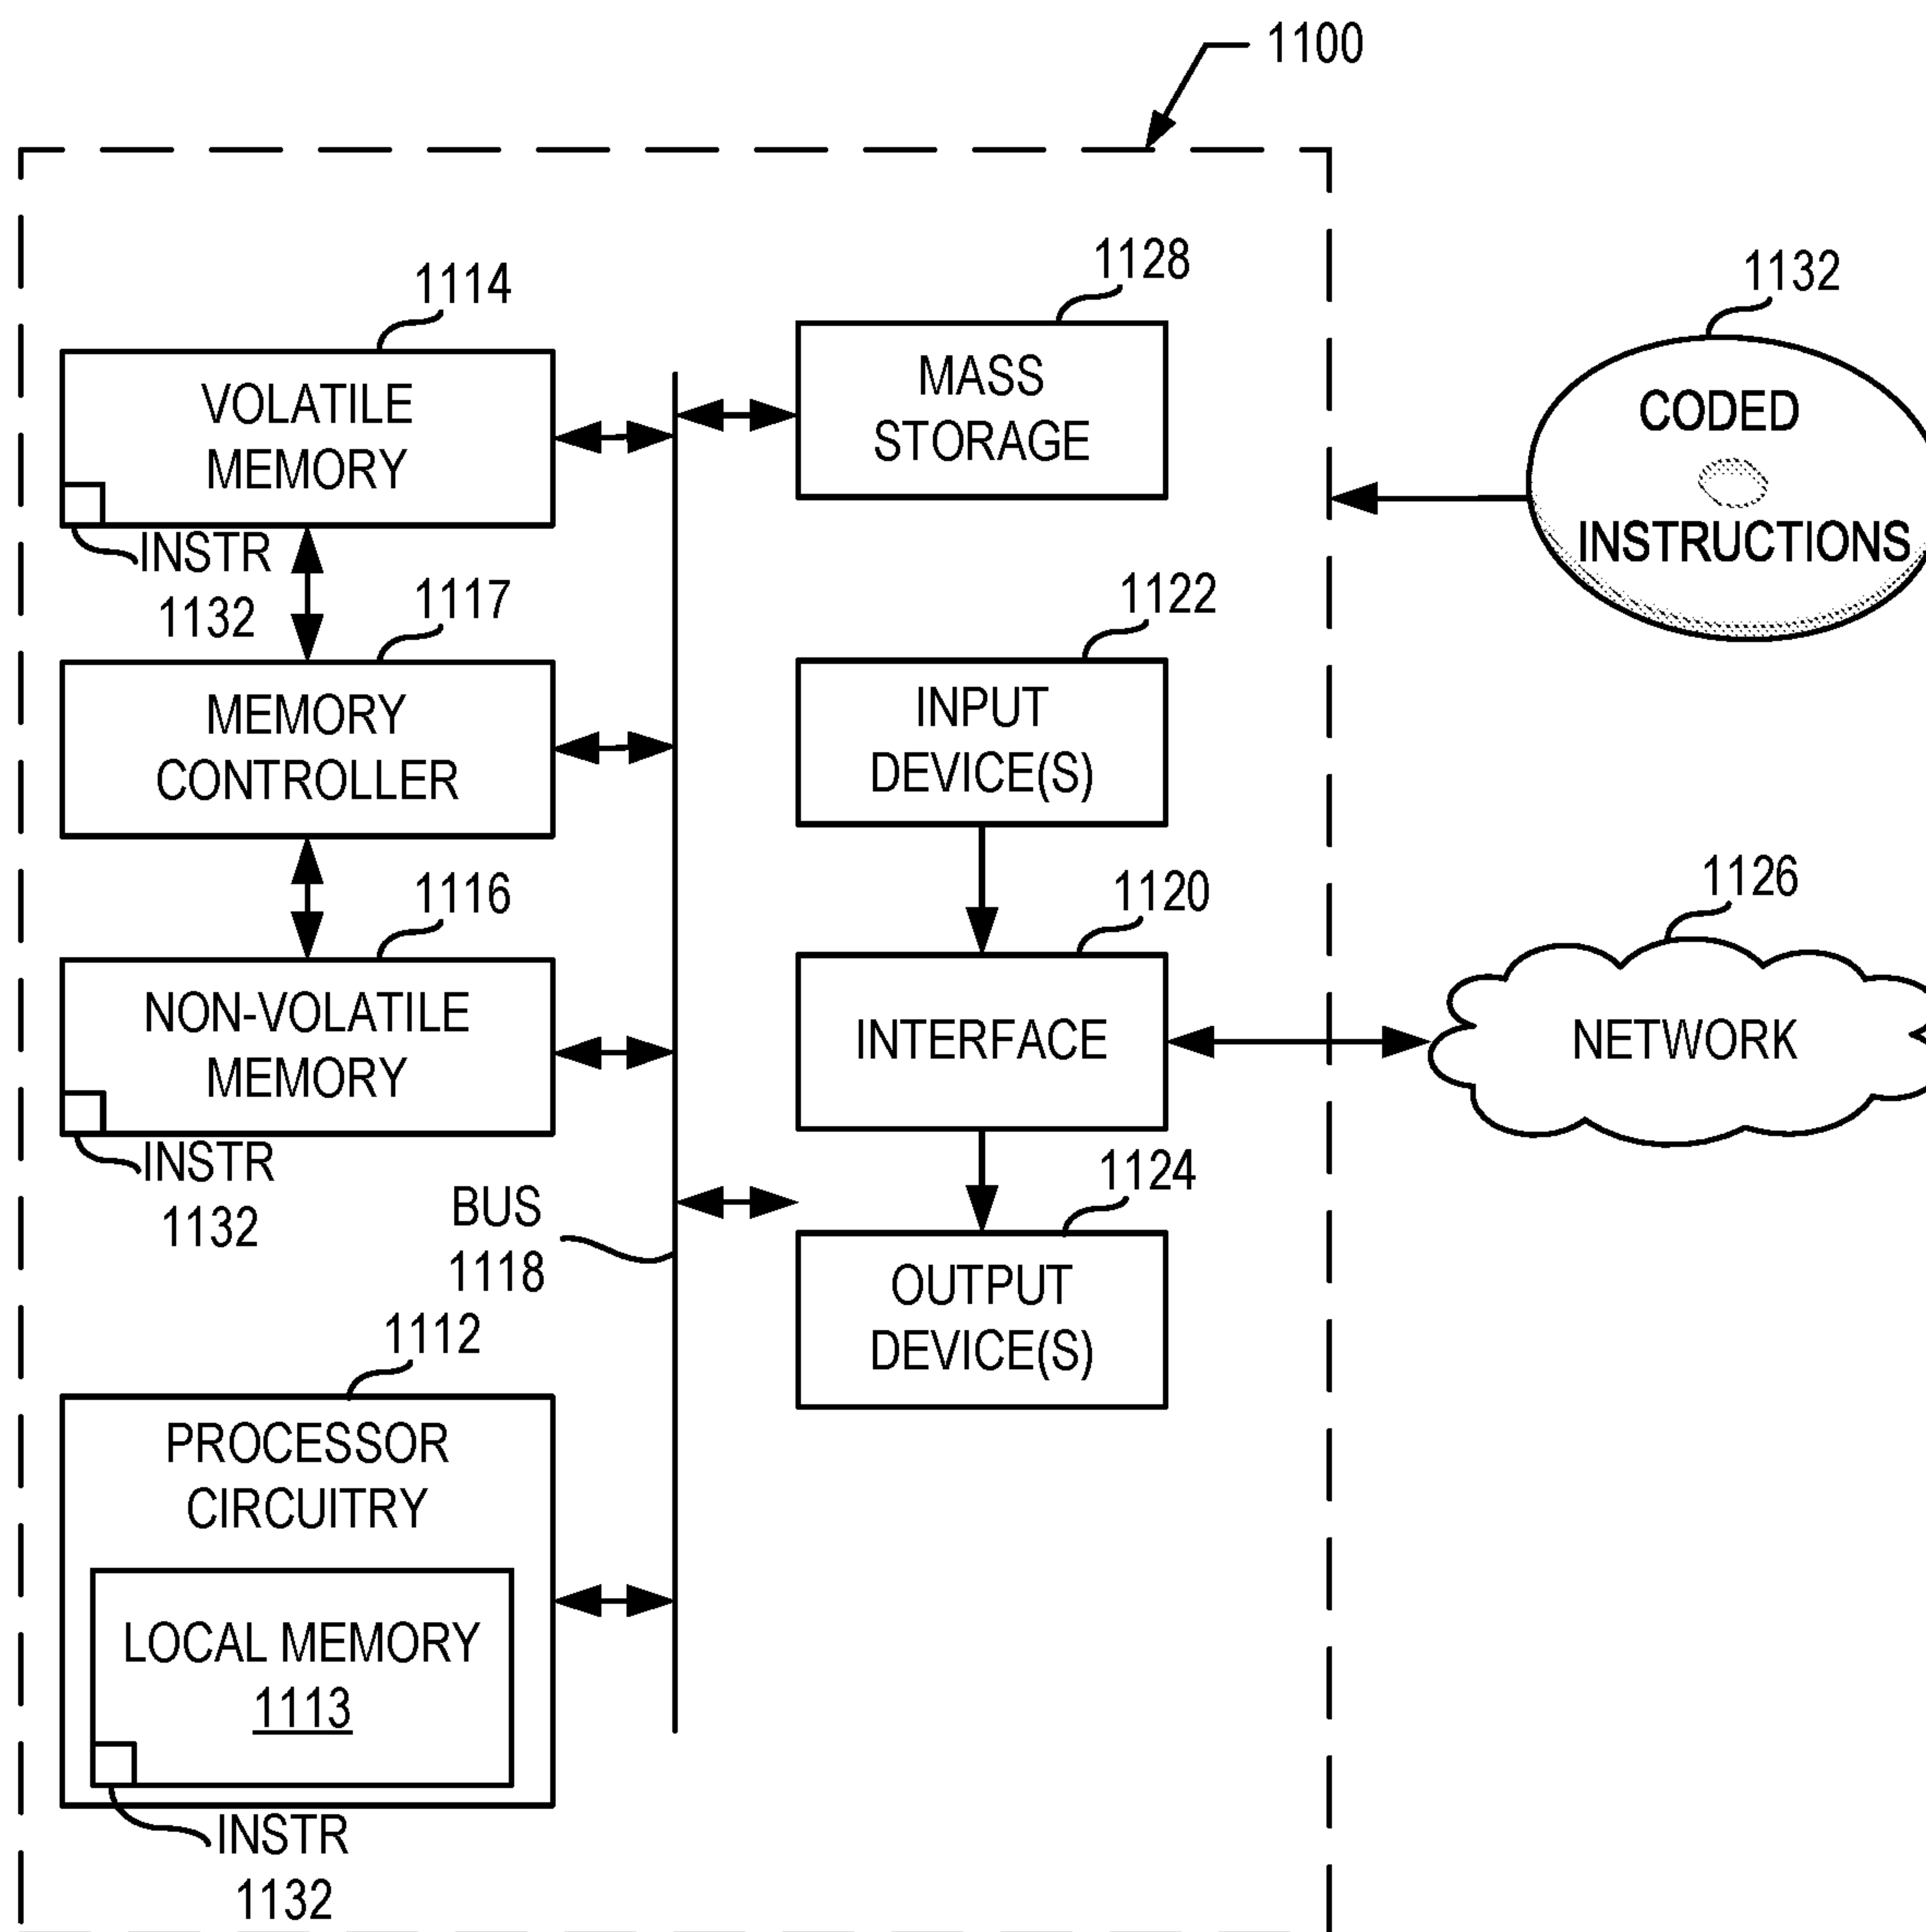 1100
1114
VOLATILE
MEMORY
INSTR
1132
1117
MEMORY
CONTROLLER
1116
NON-VOLATILE
MEMORY
INSTR
1132
BUS
1118
1112
PROCESSOR
CIRCUITRY
LOCAL MEMORY
1113
INSTR
1132
1128
MASS
STORAGE
1122
INPUT
DEVICE(S)
1120
INTERFACE
1124
OUTPUT
DEVICE(S)
1132
CODED
INSTRUCTIONS
1126
NETWORK